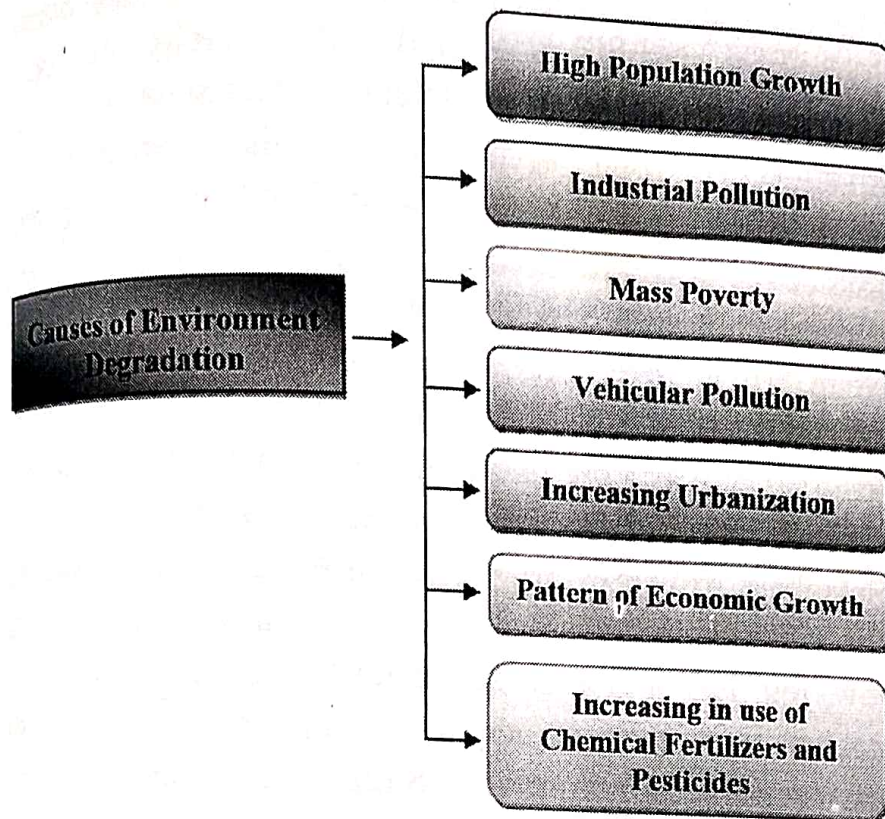 High Population Growth
Industrial Pollution
Mass Poverty
Causes of Environment
Degradation
Vehicular Pollution
Increasing Urbanization
Pattern of Economic Growth
Increasing in use of
Chemical Fertilizers and
Pesticides